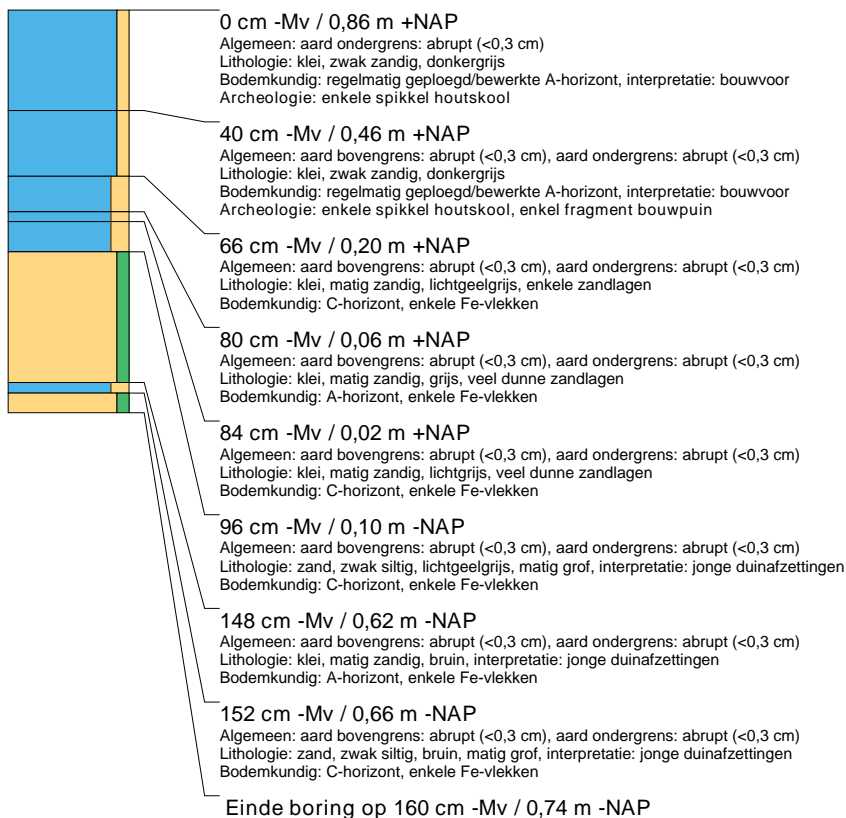 0 cm -Mv / 0,86 m +NAP
Algemeen: aard ondergrens: abrupt (<0,3 cm)
Lithologie: klei, zwak zandig, donkergrijs
Bodemkundig: regelmatig geploegd/bewerkte A-horizont, interpretatie: bouwvoor
Archeologie: enkele spikkel houtskool
40 cm -Mv / 0,46 m +NAP
Algemeen: aard bovengrens: abrupt (<0,3 cm), aard ondergrens: abrupt (<0,3 cm)
Lithologie: klei, zwak zandig, donkergrijs
Bodemkundig: regelmatig geploegd/bewerkte A-horizont, interpretatie: bouwvoor
Archeologie: enkele spikkel houtskool, enkel fragment bouwpuin
66 cm -Mv / 0,20 m +NAP
Algemeen: aard bovengrens: abrupt (<0,3 cm), aard ondergrens: abrupt (<0,3 cm)
Lithologie: klei, matig zandig, lichtgeelgrijs, enkele zandlagen
Bodemkundig: C-horizont, enkele Fe-vlekken
80 cm -Mv / 0,06 m +NAP
Algemeen: aard bovengrens: abrupt (<0,3 cm), aard ondergrens: abrupt (<0,3 cm)
Lithologie: klei, matig zandig, grijs, veel dunne zandlagen
Bodemkundig: A-horizont, enkele Fe-vlekken
84 cm -Mv / 0,02 m +NAP
Algemeen: aard bovengrens: abrupt (<0,3 cm), aard ondergrens: abrupt (<0,3 cm)
Lithologie: klei, matig zandig, lichtgrijs, veel dunne zandlagen
Bodemkundig: C-horizont, enkele Fe-vlekken
96 cm -Mv / 0,10 m -NAP
Algemeen: aard bovengrens: abrupt (<0,3 cm), aard ondergrens: abrupt (<0,3 cm)
Lithologie: zand, zwak siltig, lichtgeelgrijs, matig grof, interpretatie: jonge duinafzettingen
Bodemkundig: C-horizont, enkele Fe-vlekken
148 cm -Mv / 0,62 m -NAP
Algemeen: aard bovengrens: abrupt (<0,3 cm), aard ondergrens: abrupt (<0,3 cm)
Lithologie: klei, matig zandig, bruin, interpretatie: jonge duinafzettingen
Bodemkundig: A-horizont, enkele Fe-vlekken
152 cm -Mv / 0,66 m -NAP
Algemeen: aard bovengrens: abrupt (<0,3 cm), aard ondergrens: abrupt (<0,3 cm)
Lithologie: zand, zwak siltig, bruin, matig grof, interpretatie: jonge duinafzettingen
Bodemkundig: C-horizont, enkele Fe-vlekken
Einde boring op 160 cm -Mv / 0,74 m -NAP